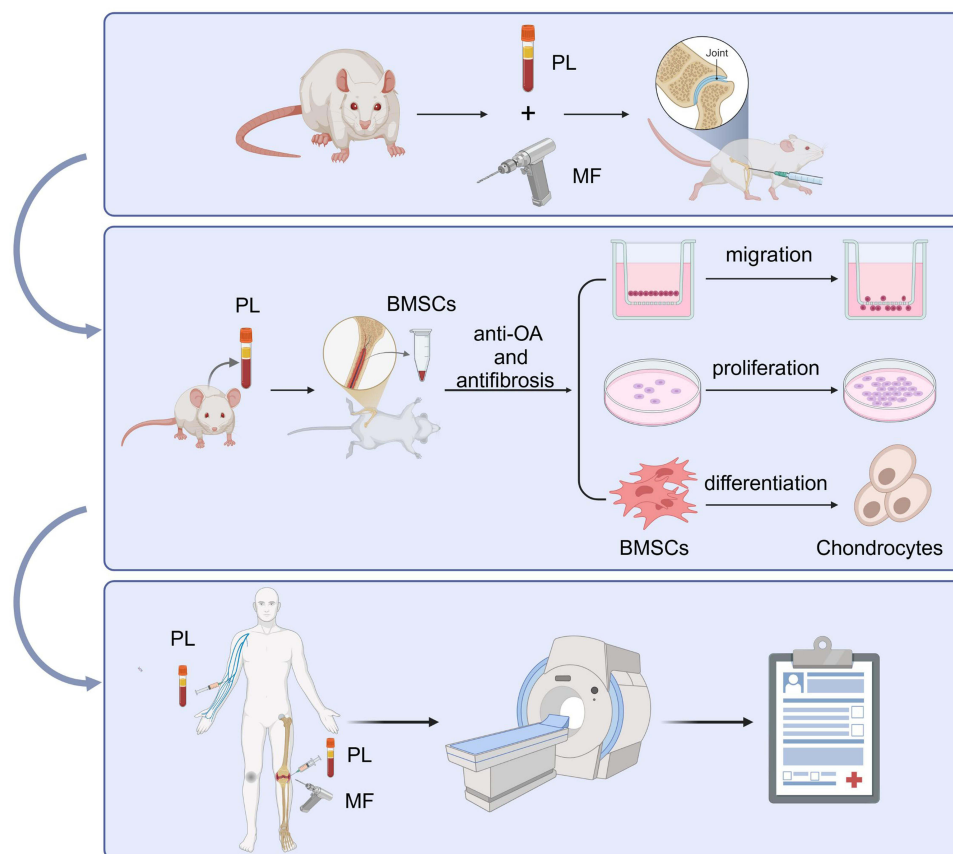 PL
Joint
+
MF
PL
BMSCs
anti-OA
and
antifibrosis
migration
proliferation
differentiation
BMSCs
Chondrocytes
PL
PL
MF